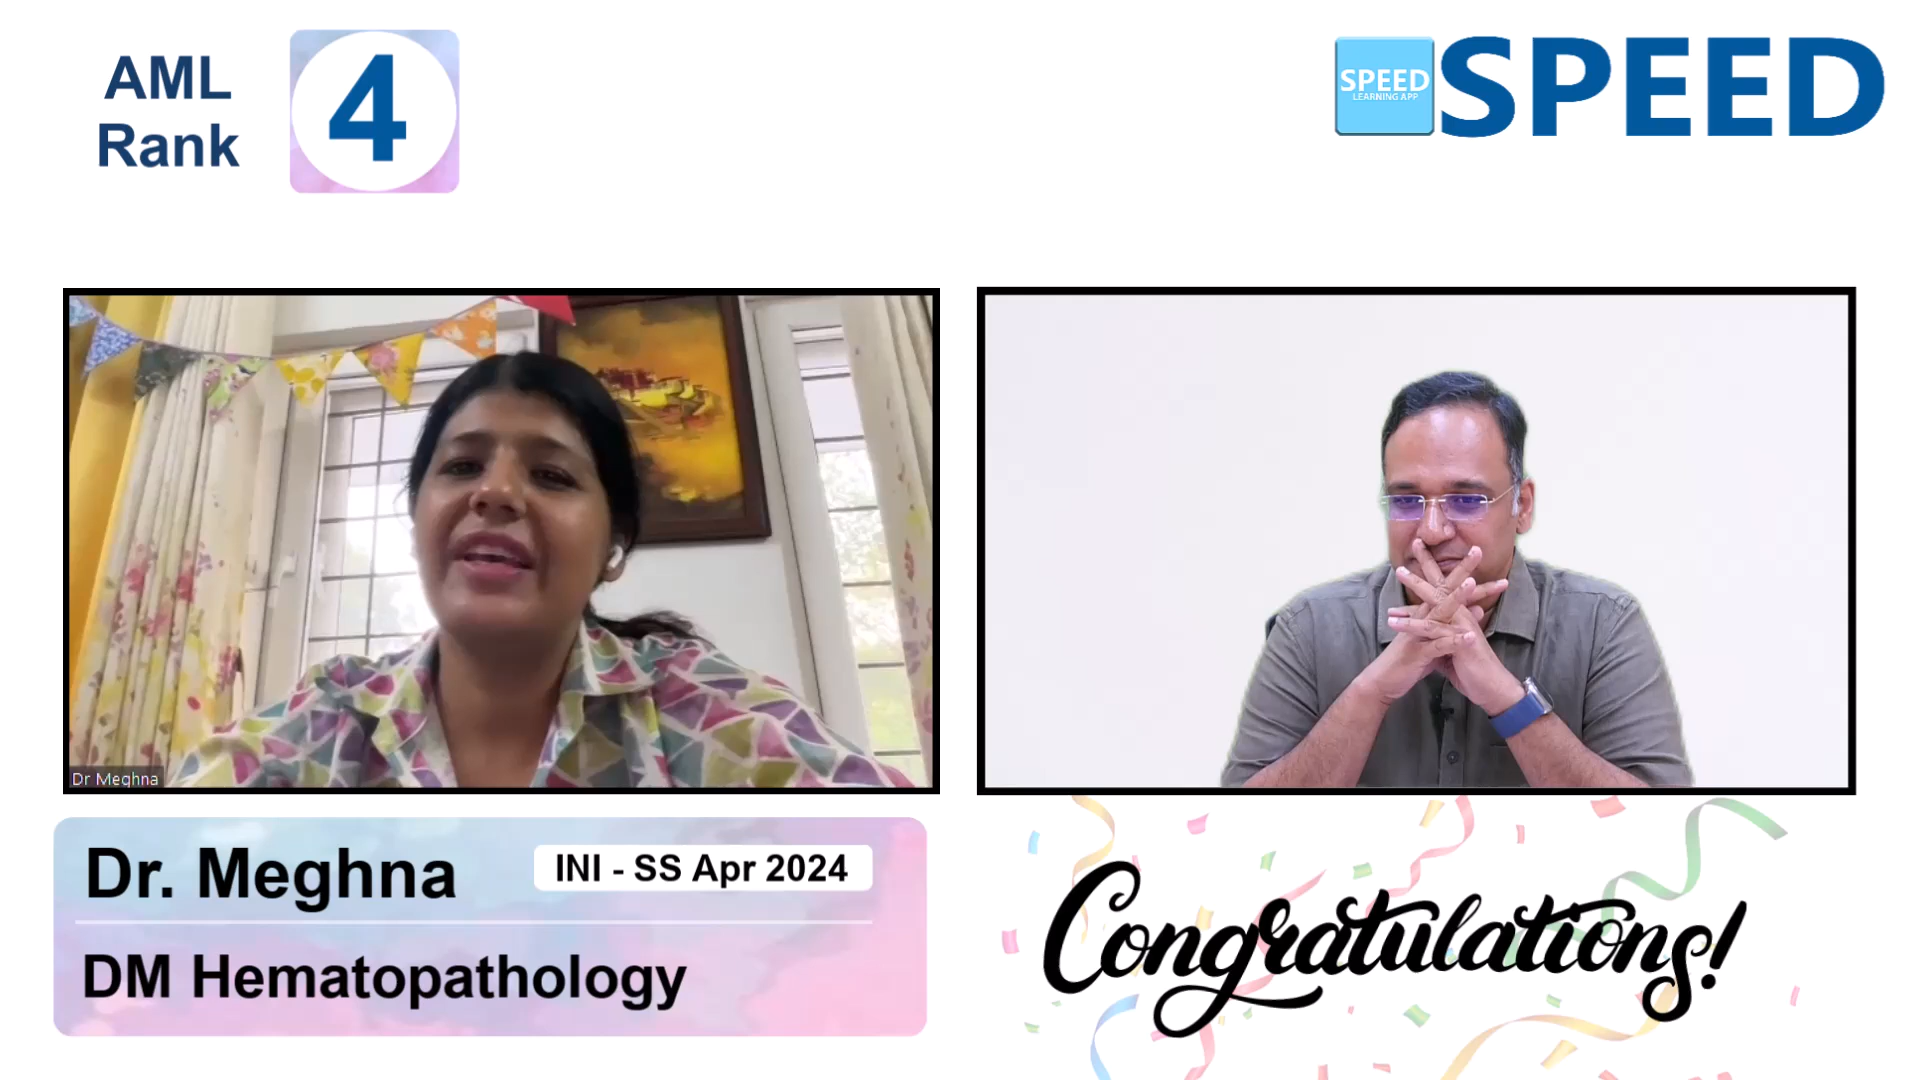 AML
Rank
4
SPEED
LEARNING APP
SPEED
Dr Meghna
Dr. Meghna
INI - SS Apr 2024
DM Hematopathology
Congratulations!